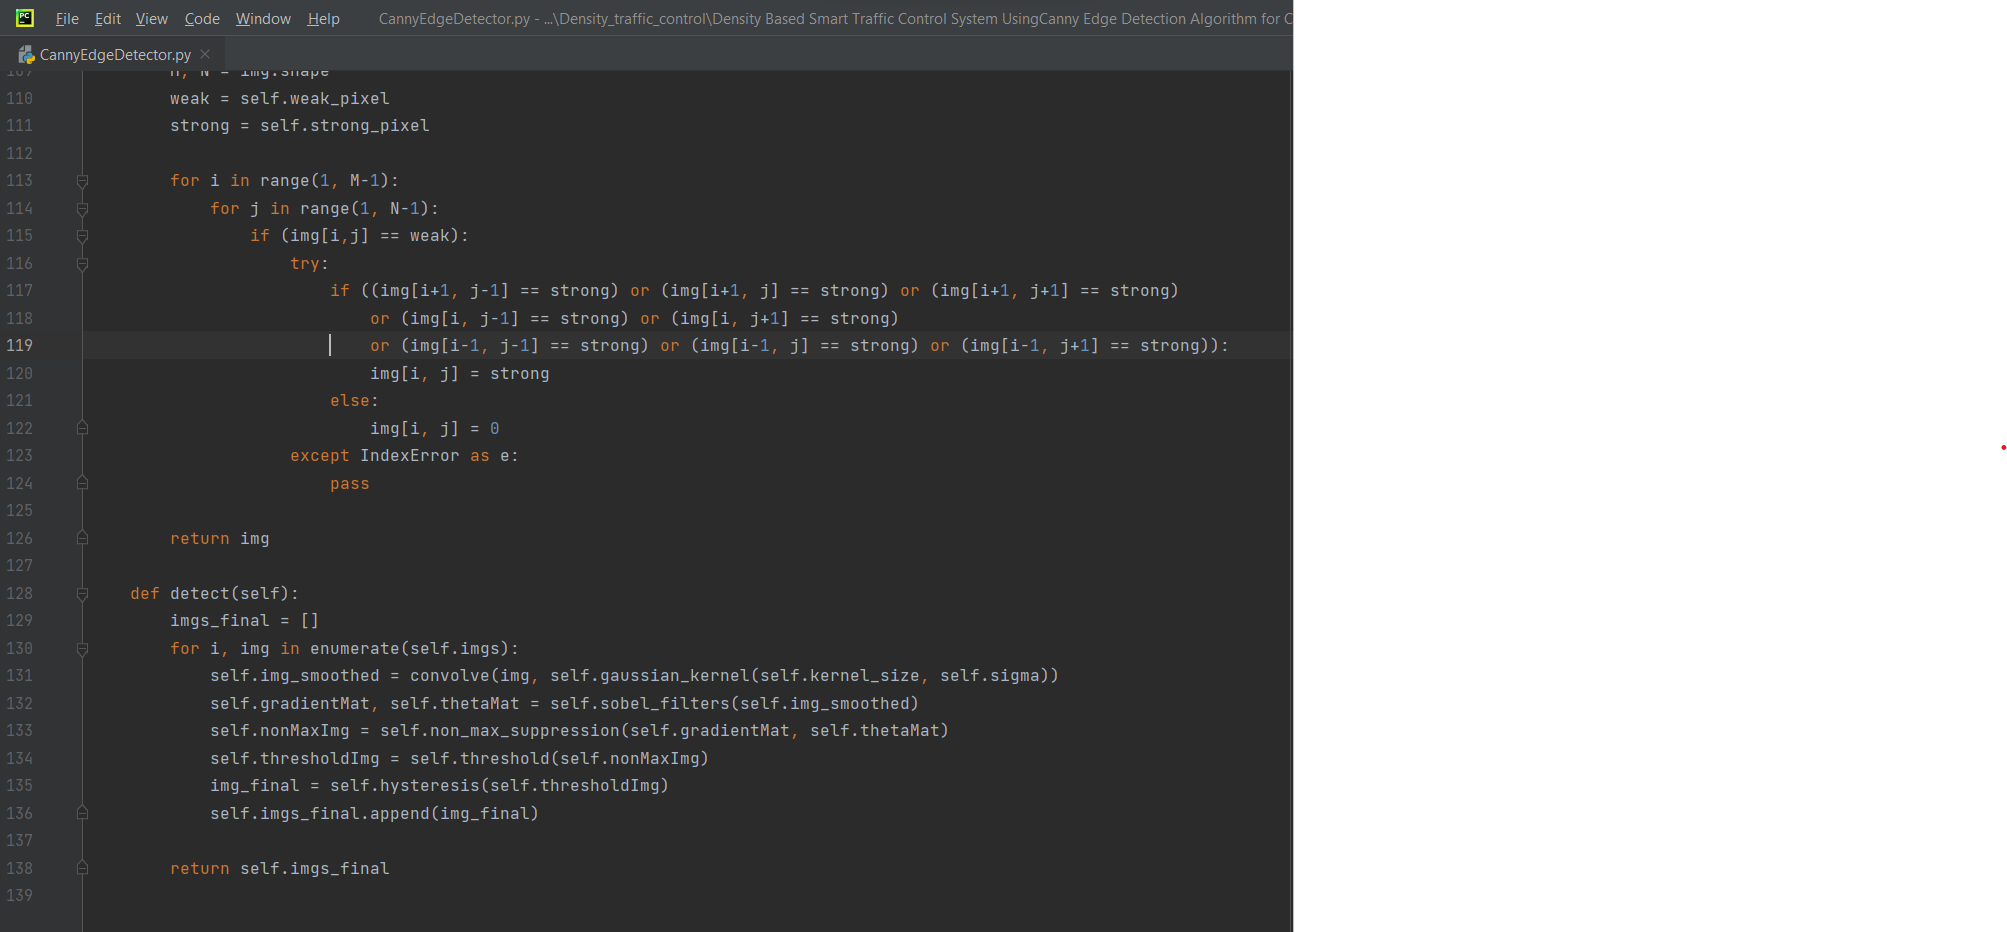 PC File Edit View Code Window Help CannyEdgeDetector.py - ...\Density_traffic_control\Density Based Smart Traffic Control System UsingCanny Edge Detection Algorithm for C
CannyEdgeDetector.py
109 M, N = img.shape
110 weak = self.weak_pixel
111 strong = self.strong_pixel
112
113 for i in range(1, M-1):
114 for j in range(1, N-1):
115 if (img[i,j] == weak):
116 try:
117 if ((img[i+1, j-1] == strong) or (img[i+1, j] == strong) or (img[i+1, j+1] == strong)
118 or (img[i, j-1] == strong) or (img[i, j+1] == strong)
119 or (img[i-1, j-1] == strong) or (img[i-1, j] == strong) or (img[i-1, j+1] == strong)):
120 img[i, j] = strong
121 else:
122 img[i, j] = 0
123 except IndexError as e:
124 pass
125
126 return img
127
128 def detect(self):
129 imgs_final = []
130 for i, img in enumerate(self.imgs):
131 self.img_smoothed = convolve(img, self.gaussian_kernel(self.kernel_size, self.sigma))
132 self.gradientMat, self.thetaMat = self.sobel_filters(self.img_smoothed)
133 self.nonMaxImg = self.non_max_suppression(self.gradientMat, self.thetaMat)
134 self.thresholdImg = self.threshold(self.nonMaxImg)
135 img_final = self.hysteresis(self.thresholdImg)
136 self.imgs_final.append(img_final)
137
138 return self.imgs_final
139